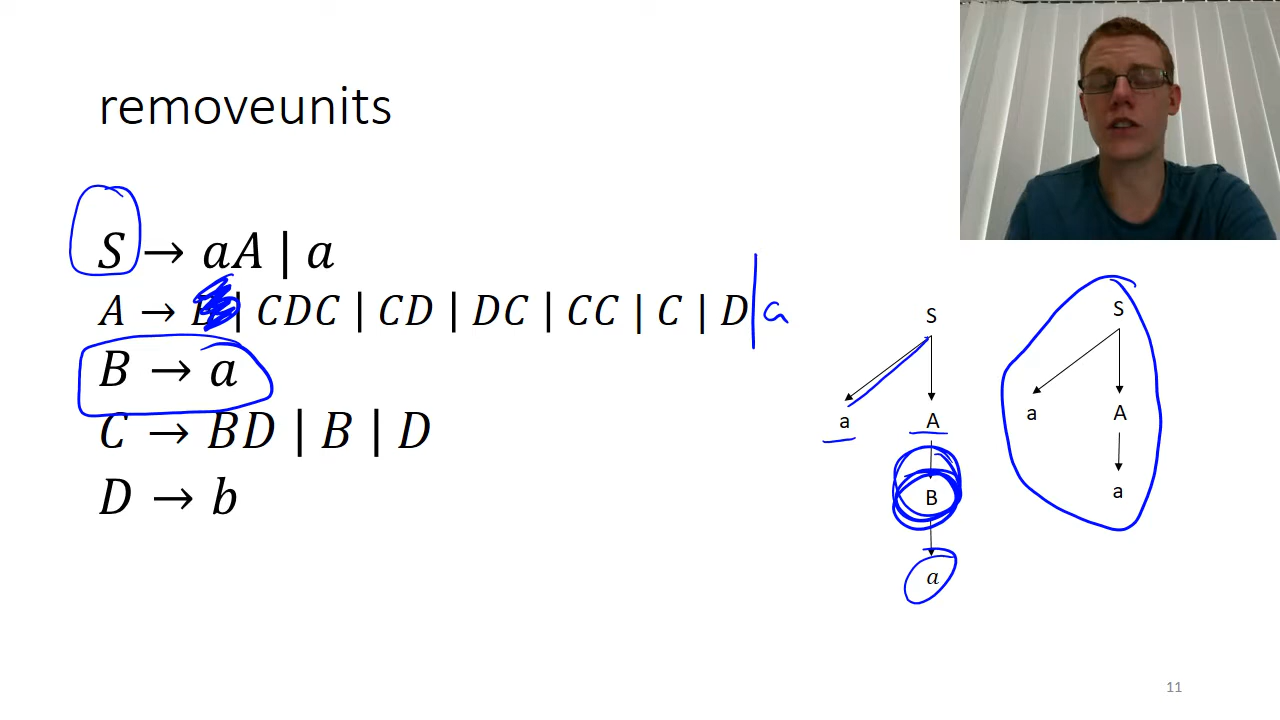 removeunits
S → aA | a
A → | CDC | CD | DC | CC | C | D | a
B → a
C → BD | B | D
D → b
S
a A
B
a
S
a A
a
11